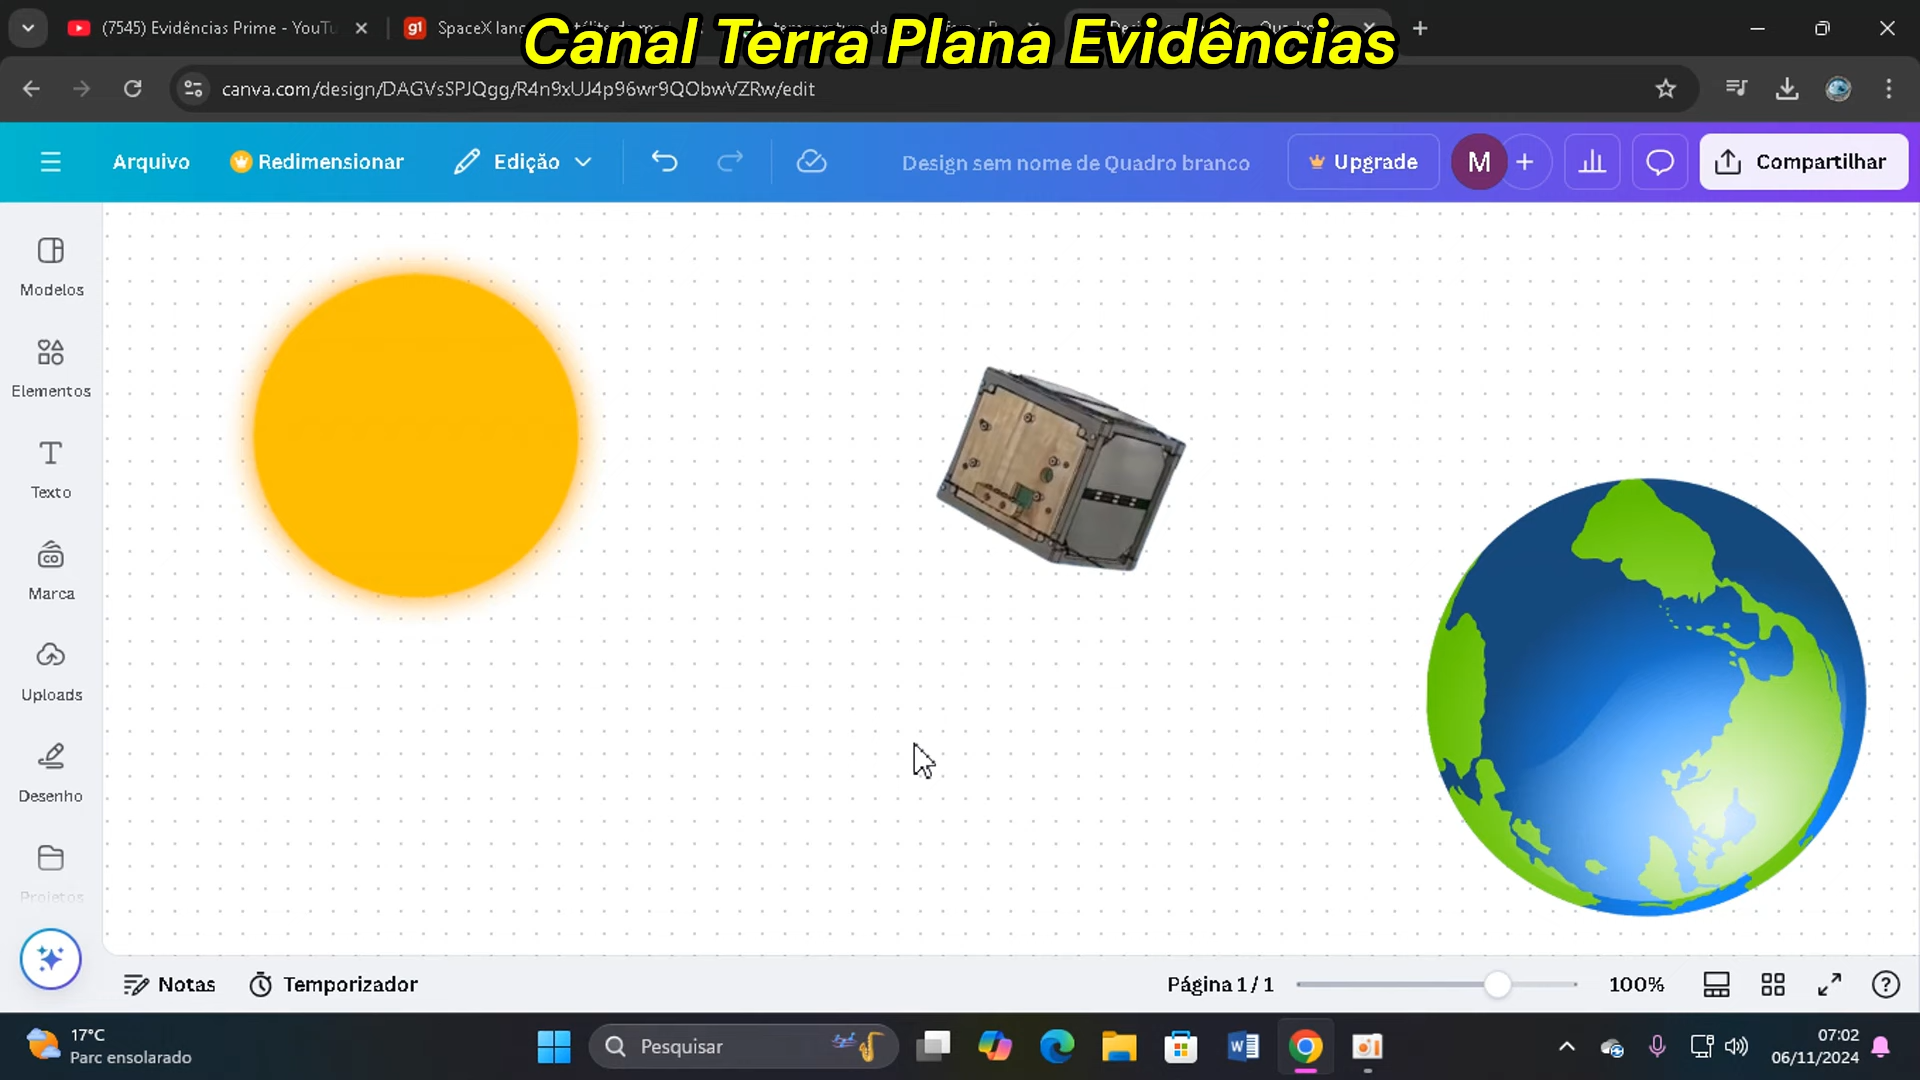 Canal Terra Plana Evidências
(7545) Evidências Prime - YouTu
SpaceX lan
canva.com/design/DAGVsSPJQgg/R4n9xUJ4p96wr9QObwVZRw/edit
Arquivo
Redimensionar
Edição
Design sem nome de Quadro branco
Upgrade
M
Compartilhar
Modelos
Elementos
Texto
Marca
Uploads
Desenho
Projetos
Notas
Temporizador
Página 1 / 1
100%
17°C
Parc ensolarado
Pesquisar
07:02
06/11/2024